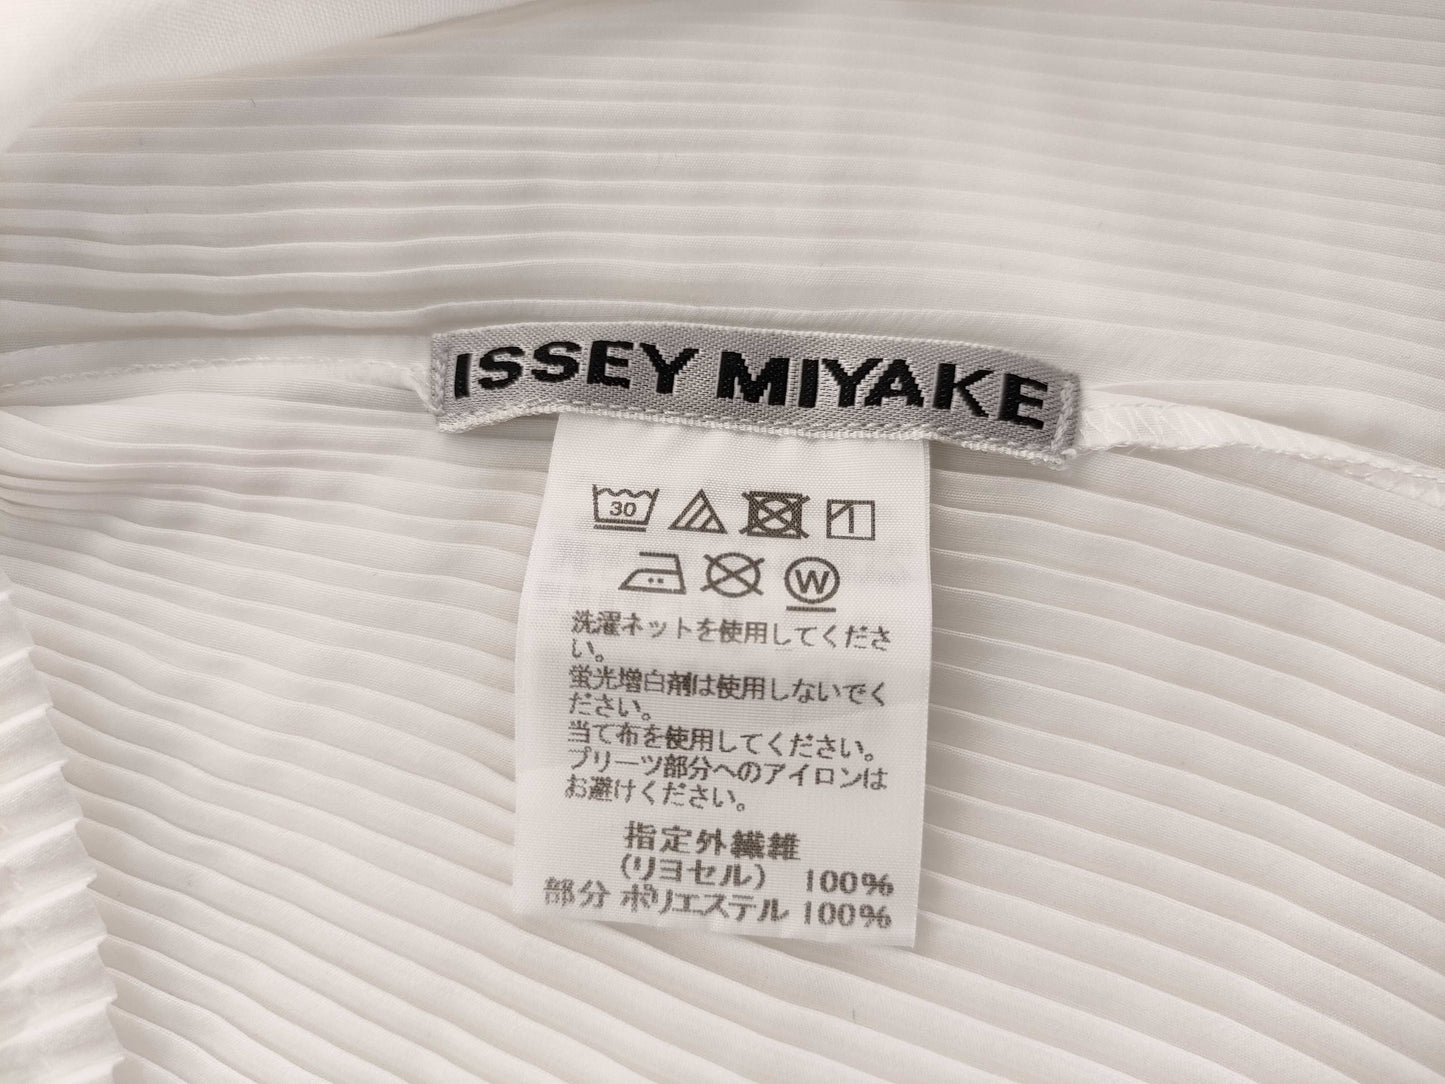 ISSEY MIYAKE
30
W
洗濯ネットを使用してくださ
い。
蛍光増白剤は使用しないでく
ださい。
当て布を使用してください。
プリーツ部分へのアイロンは
お避けください。
指定外繊維
(リヨセル) 100%
部分 ポリエステル 100%